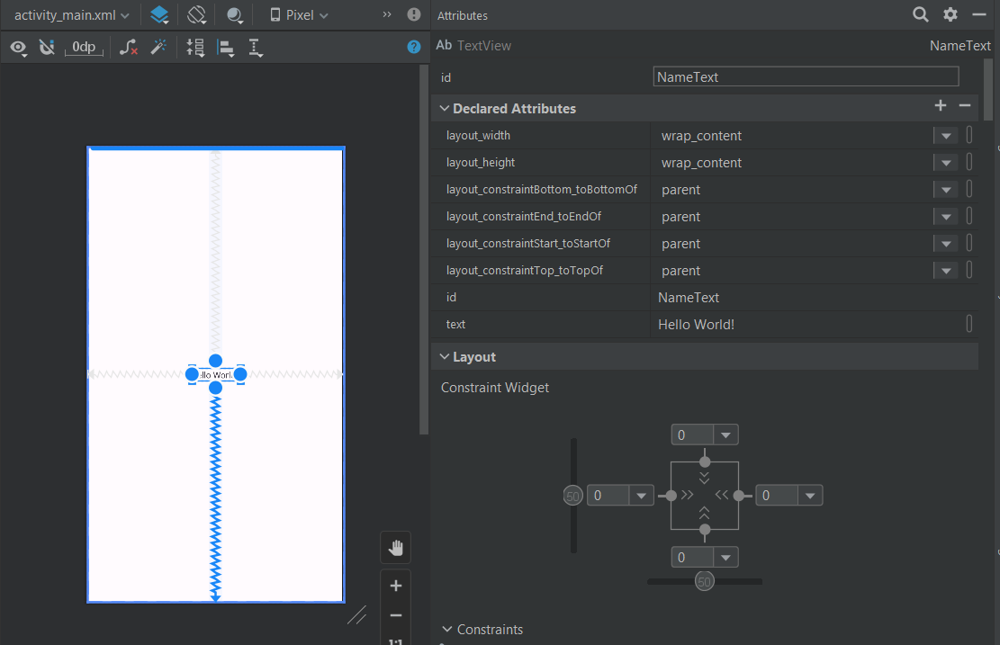 activity_main.xml
Pixel
Attributes
0dp
Ab TextView
NameText
id
NameText
Declared Attributes
layout_width
wrap_content
layout_height
wrap_content
layout_constraintBottom_toBottomOf
parent
layout_constraintEnd_toEndOf
parent
layout_constraintStart_toStartOf
parent
layout_constraintTop_toTopOf
parent
id
NameText
text
Hello World!
Layout
Constraint Widget
0
50
0
0
0
50
Constraints
1:1